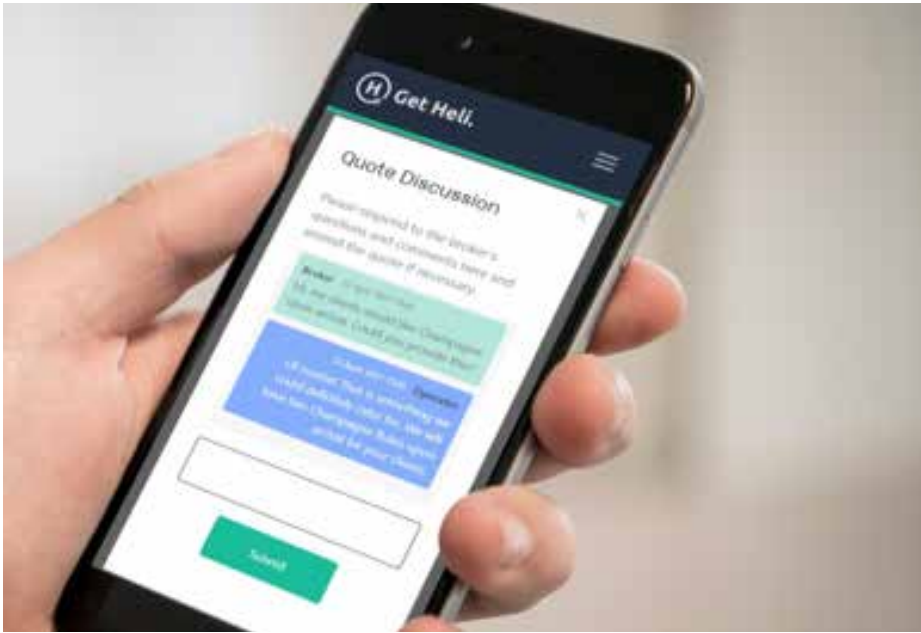 H Get Heli.
Quote Discussion
Please respond to the broker's
questions and comments here and
amend the quote if necessary.
Broker
Hi, my clients would like Champagne
upon arrival. Could you provide this?
Operator
Of course! That is something we
could definitely cater for. We will
have two Champagne flutes upon
arrival for your clients.
Submit